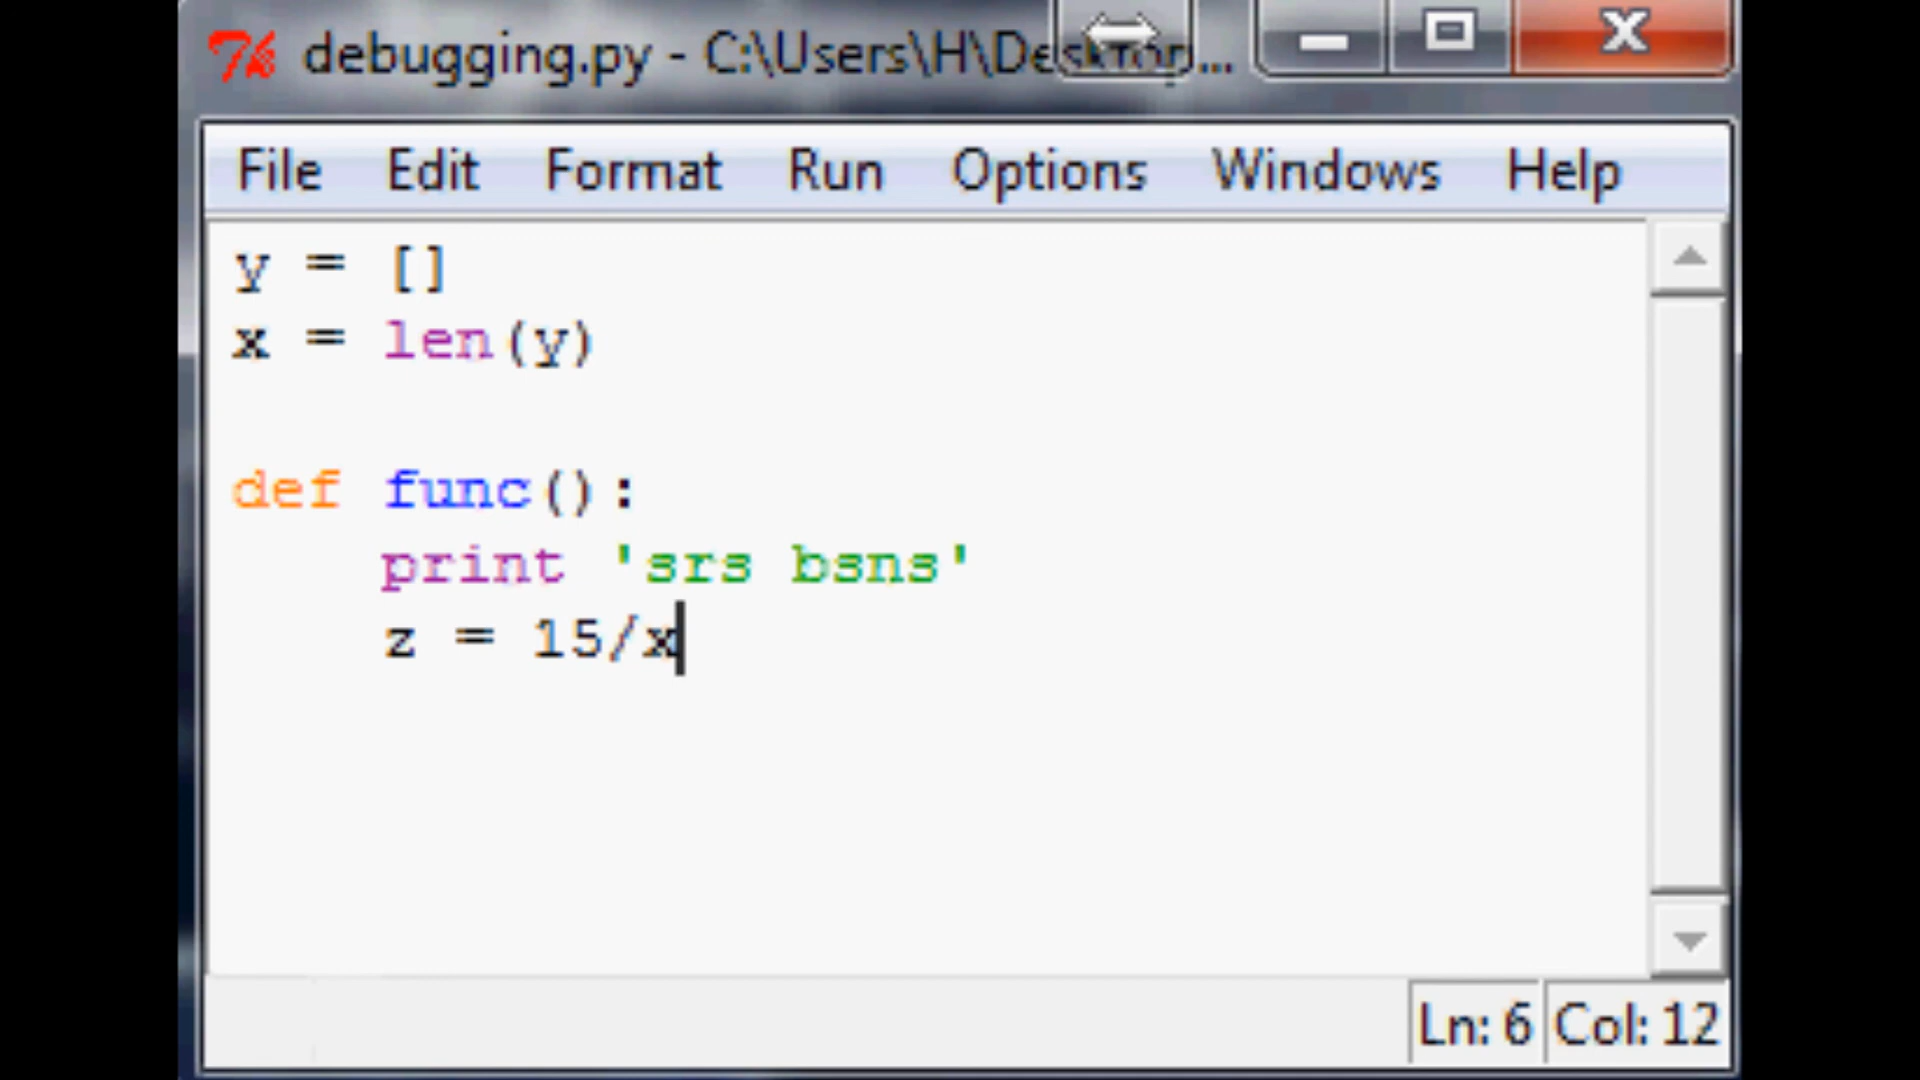 debugging.py - C:\Users\H\Desktop...
File Edit Format Run Options Windows Help
y = []
x = len(y)
def func():
    print 'srs bsns'
    z = 15/x
Ln: 6 Col: 12